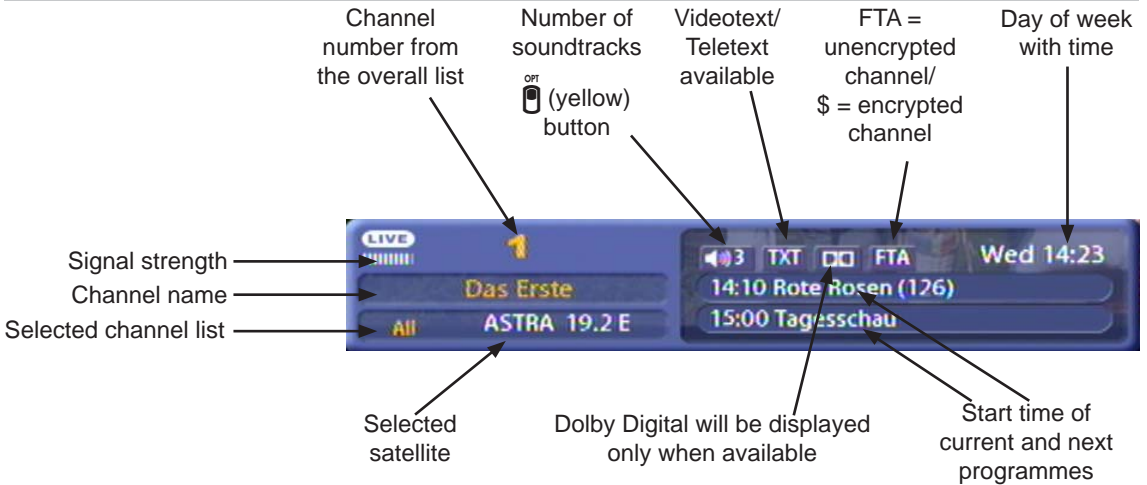 Channel
number from
the overall list
Number of
soundtracks
OPT
(yellow)
button
Videotext/
Teletext
available
FTA =
unencrypted
channel/
$ = encrypted
channel
Day of week
with time
Signal strength
Channel name
Selected channel list
LIVE
1
3 TXT FTA Wed 14:23
Das Erste
14:10 Rote Rosen (126)
All ASTRA 19.2 E
15:00 Tagesschau
Selected
satellite
Dolby Digital will be displayed
only when available
Start time of
current and next
programmes